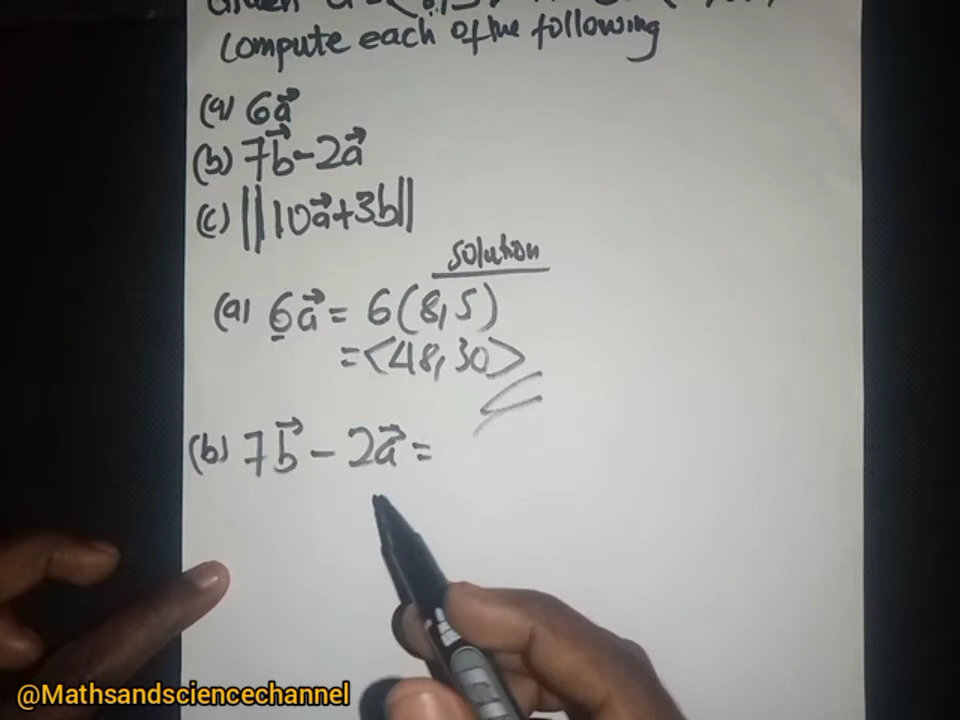 compute each of the following
(a) 6a⃗
(b) 7b⃗-2a⃗
(c) ||10a⃗+3b||
solution
(a) 6a⃗ = 6(8,5)
=<48,30>
(b) 7b⃗ - 2a⃗ =
@Mathsandsciencechannel